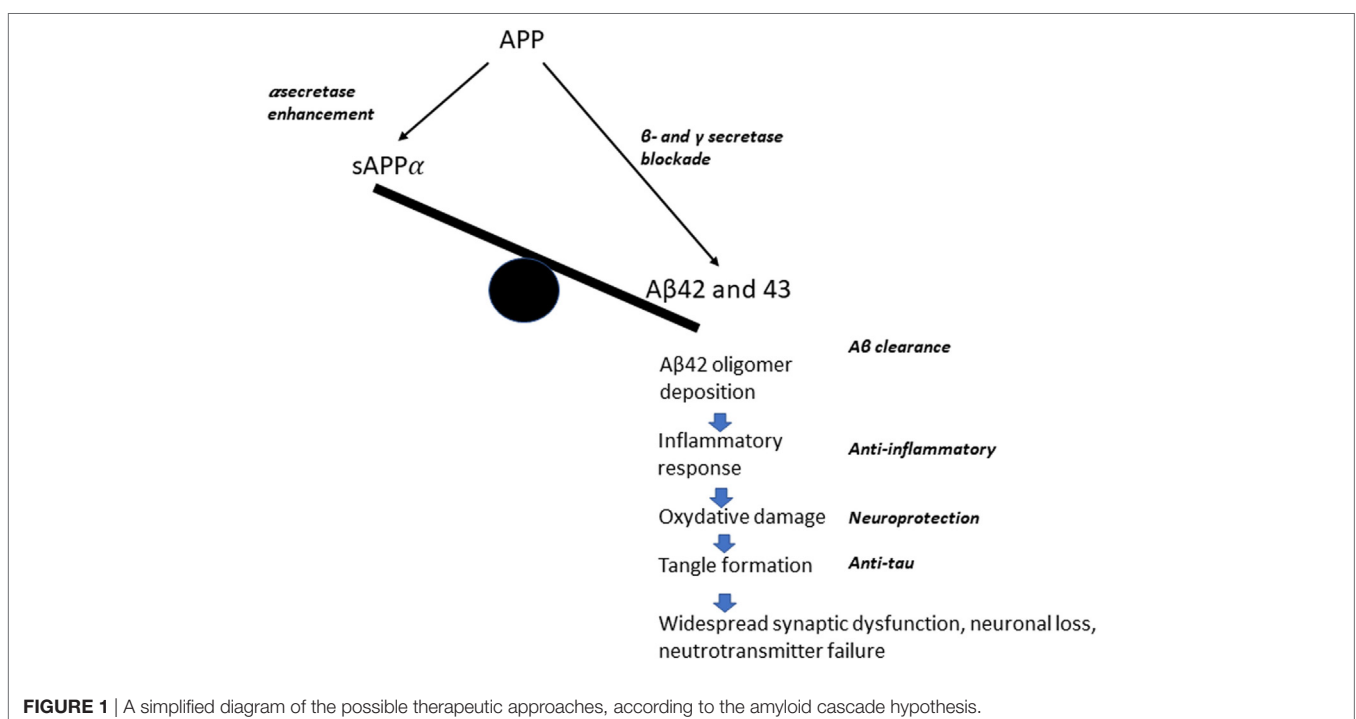 APP
αsecretase
enhancement
β- and γ secretase
blockade
sAPPα
Aβ42 and 43
Aβ clearance
Aβ42 oligomer
deposition
Inflammatory
response
Anti-inflammatory
Oxydative damage
Neuroprotection
Tangle formation
Anti-tau
Widespread synaptic dysfunction, neuronal loss,
neutrotransmitter failure
FIGURE 1 | A simplified diagram of the possible therapeutic approaches, according to the amyloid cascade hypothesis.